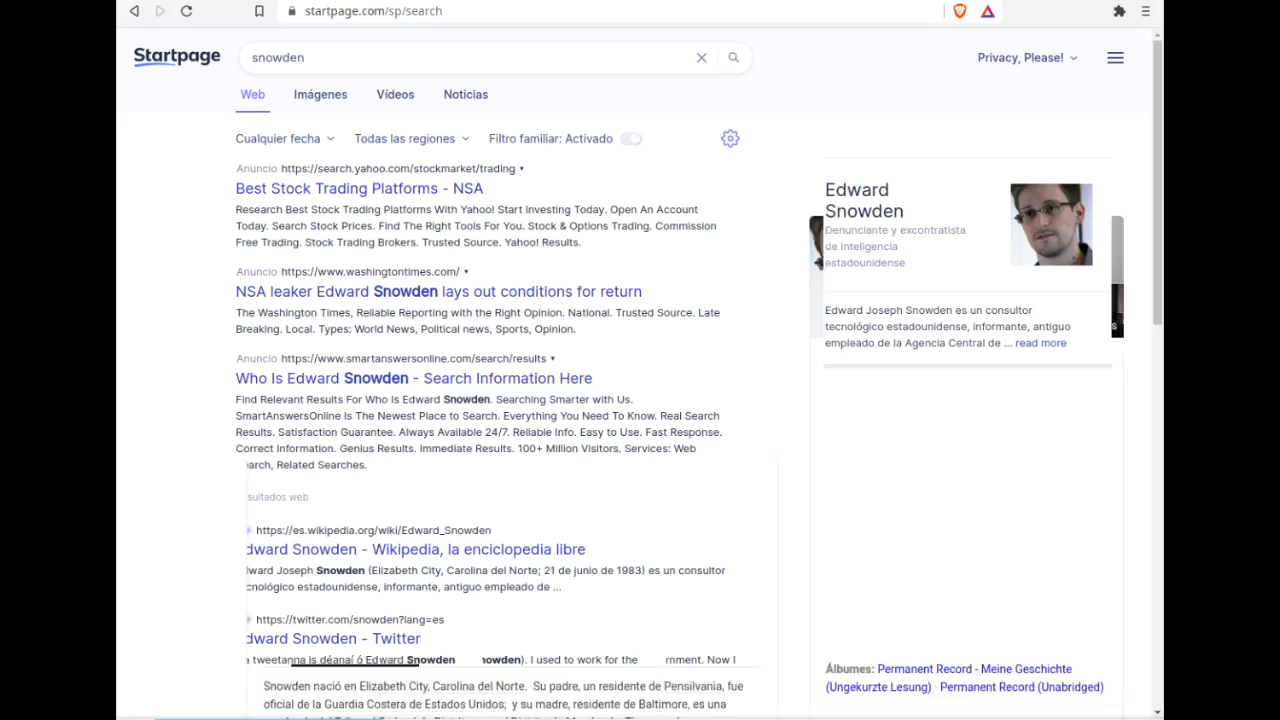 startpage.com/sp/search
Startpage
snowden
Privacy, Please!
Web Imágenes Vídeos Noticias
Cualquier fecha Todas las regiones Filtro familiar: Activado
Anuncio https://search.yahoo.com/stockmarket/trading
Best Stock Trading Platforms - NSA
Research Best Stock Trading Platforms With Yahoo! Start Investing Today. Open An Account
Today. Search Stock Prices. Find The Right Tools For You. Stock & Options Trading. Commission
Free Trading. Stock Trading Brokers. Trusted Source. Yahoo! Results.
Anuncio https://www.washingtontimes.com/
NSA leaker Edward Snowden lays out conditions for return
The Washington Times, Reliable Reporting with the Right Opinion. National. Trusted Source. Late
Breaking. Local. Types: World News, Political news, Sports, Opinion.
Anuncio https://www.smartanswersonline.com/search/results
Who Is Edward Snowden - Search Information Here
Find Relevant Results For Who Is Edward Snowden. Searching Smarter with Us.
SmartAnswersOnline Is The Newest Place to Search. Everything You Need To Know. Real Search
Results. Satisfaction Guarantee. Always Available 24/7. Reliable Info. Easy to Use. Fast Response.
Correct Information. Genius Results. Immediate Results. 100+ Million Visitors. Services: Web
arch, Related Searches.
sultados web
https://es.wikipedia.org/wiki/Edward_Snowden
dward Snowden - Wikipedia, la enciclopedia libre
ward Joseph Snowden (Elizabeth City, Carolina del Norte; 21 de junio de 1983) es un consultor
cnológico estadounidense, informante, antiguo empleado de ...
https://twitter.com/snowden?lang=es
dward Snowden - Twitter
tweetanna is déanaí ó Edward Snowden owden). I used to work for the rnment. Now I
Snowden nació en Elizabeth City, Carolina del Norte. Su padre, un residente de Pensilvania, fue
oficial de la Guardia Costera de Estados Unidos; y su madre, residente de Baltimore, es una
Edward
Snowden
Denunciante y excontratista
de inteligencia
estadounidense
Edward Joseph Snowden es un consultor
tecnológico estadounidense, informante, antiguo
empleado de la Agencia Central de ... read more
Álbumes: Permanent Record - Meine Geschichte
(Ungekurzte Lesung) Permanent Record (Unabridged)